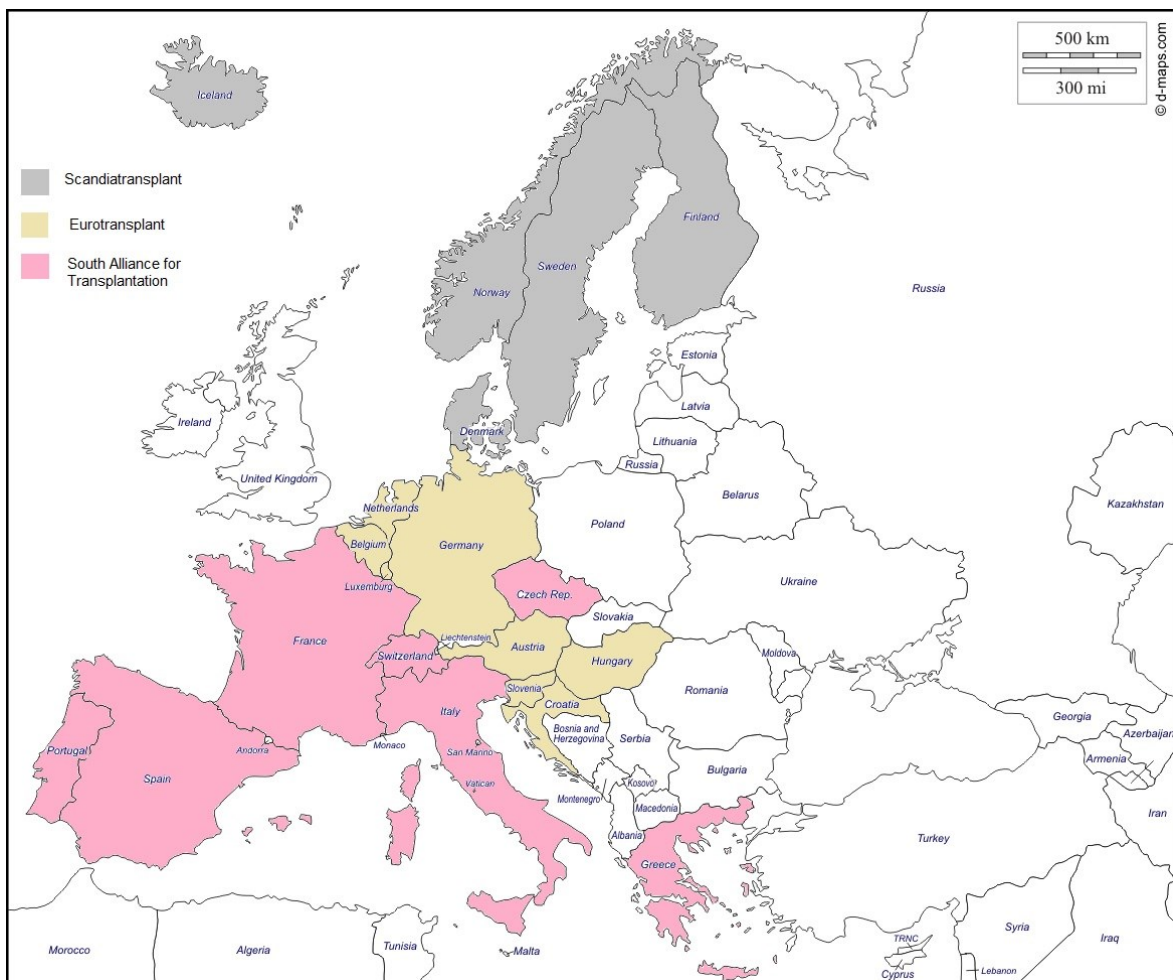 500 km
300 mi
© d-maps.com
Iceland
Scandiatransplant
Eurotransplant
South Alliance for
Transplantation
Finland
Sweden
Norway
Russia
Estonia
Latvia
Lithuania
Russia
Denmark
Ireland
United Kingdom
Belarus
Kazakhstan
Netherlands
Poland
Belgium
Germany
Ukraine
Luxemburg
Czech Rep.
Slovakia
France
Liechtenstein
Austria
Switzerland
Hungary
Moldova
Slovenia
Romania
Croatia
Italy
Georgia
Bosnia and
Herzegovina
Serbia
Azerbaijan
Portugal
Andorra
Monaco
San Marino
Armenia
Spain
Bulgaria
Vatican
Kosovo
Montenegro
Macedonia
Iran
Albania
Turkey
Greece
Syria
TRNC
Iraq
Morocco
Algeria
Tunisia
Malta
Cyprus
Lebanon